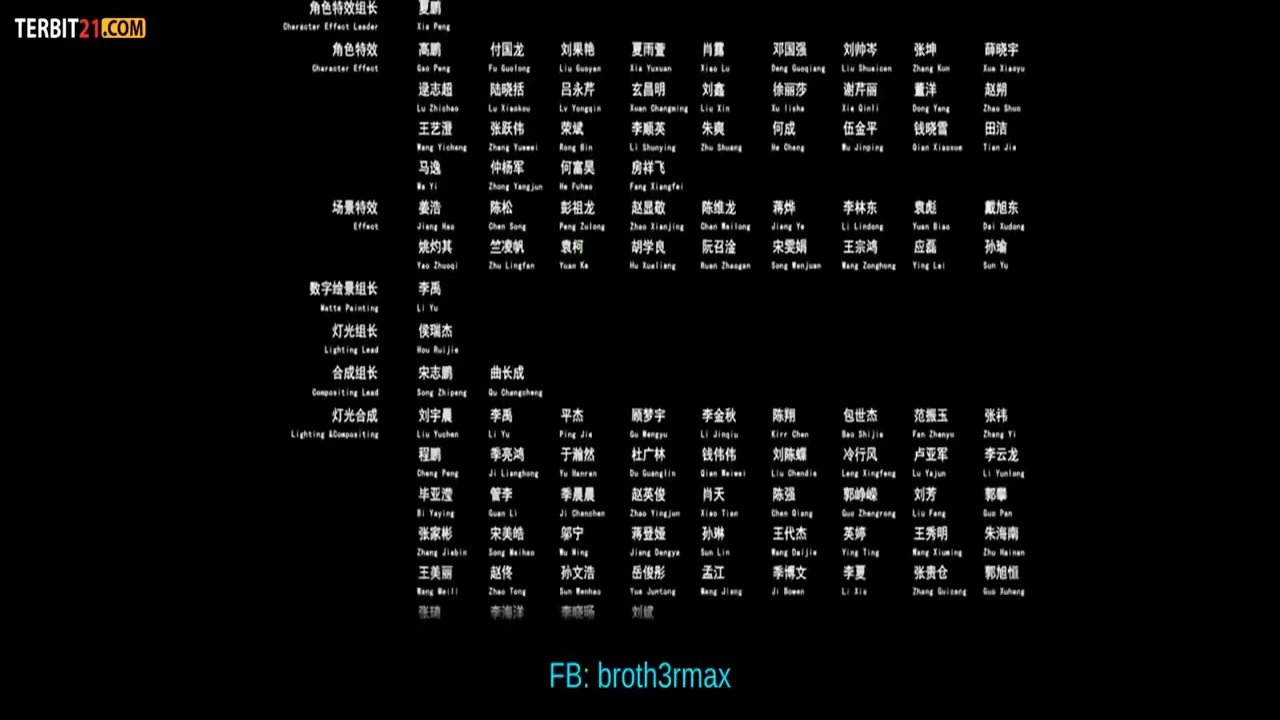 TERBIT21.COM
角色特效组长 夏鹏
Character Effect Leader Xia Peng
角色特效 高鹏 付国龙 刘果艳 夏雨萱 肖露 邓国强 刘帅岑 张坤 薛晓宇
Character Effect Gao Peng Fu Guolong Liu Guoyan Xia Yuxuan Xiao Lu Deng Guoqiang Liu Shuaicen Zhang Kun Xue Xiaoyu
逯志超 陆晓括 吕永芹 玄昌明 刘鑫 徐丽莎 谢芹丽 董洋 赵朔
Lu Zhichao Lu Xiaokou Lv Yongqin Xuan Changming Liu Xin Xu lisha Xie Qinli Dong Yang Zhao Shuo
王艺澄 张跃伟 荣斌 李顺英 朱爽 何成 伍金平 钱晓雪 田洁
Wang Yicheng Zhang Yuewei Rong Bin Li Shunying Zhu Shuang He Cheng Wu Jinping Qian Xiaoxue Tian Jie
马逸 仲杨军 何富昊 房祥飞
Ma Yi Zhong Yangjun He Fuhao Fang Xiangfei
场景特效 姜浩 陈松 彭祖龙 赵显敬 陈维龙 蒋烨 李林东 袁彪 戴旭东
Effect Jiang Hao Chen Song Peng Zulong Zhao Xianjing Chen Weilong Jiang Ye Li Lindong Yuan Biao Dai Xudong
姚灼其 竺凌帆 袁柯 胡学良 阮召淦 宋雯娟 王宗鸿 应磊 孙瑜
Yao Zhuoqi Zhu Lingfan Yuan Ke Hu Xueliang Ruan Zhaogan Song Wenjuan Wang Zonghong Ying Lei Sun Yu
数字绘景组长 李禹
Matte Painting Li Yu
灯光组长 侯瑞杰
Lighting Lead Hou Ruijie
合成组长 宋志鹏 曲长成
Compositing Lead Song Zhipeng Qu Changcheng
灯光合成 刘宇晨 李禹 平杰 顾梦宇 李金秋 陈翔 包世杰 范振玉 张祎
Lighting &Compositing Liu Yuchen Li Yu Ping Jie Gu Mengyu Li Jinqiu Kirr Chen Bao Shijie Fan Zhenyu Zhang Yi
程鹏 季亮鸿 于瀚然 杜广林 钱伟伟 刘陈蝶 冷行风 卢亚军 李云龙
Cheng Peng Ji Lianghong Yu Hanran Du Guanglin Qian Weiwei Liu Chendie Leng Xingfeng Lu Yajun Li Yunlong
毕亚滢 管李 季晨晨 赵英俊 肖天 陈强 郭峥嵘 刘芳 郭攀
Bi Yaying Guan Li Ji Chenchen Zhao Yingjun Xiao Tian Chen Qiang Guo Zhengrong Liu Fang Guo Pan
张家彬 宋美皓 邬宁 蒋登娅 孙琳 王代杰 英婷 王秀明 朱海南
Zhang Jiabin Song Meihao Wu Ning Jiang Dengya Sun Lin Wang Daijie Ying Ting Wang Xiuming Zhu Hainan
王美丽 赵佟 孙文浩 岳俊彤 孟江 季博文 李夏 张贵仓 郭旭恒
Wang Meili Zhao Tong Sun Wenhao Yue Juntong Meng Jiang Ji Bowen Li Xia Zhang Guicang Guo Xuheng
李海洋 李晓旸 刘斌
FB: broth3rmax